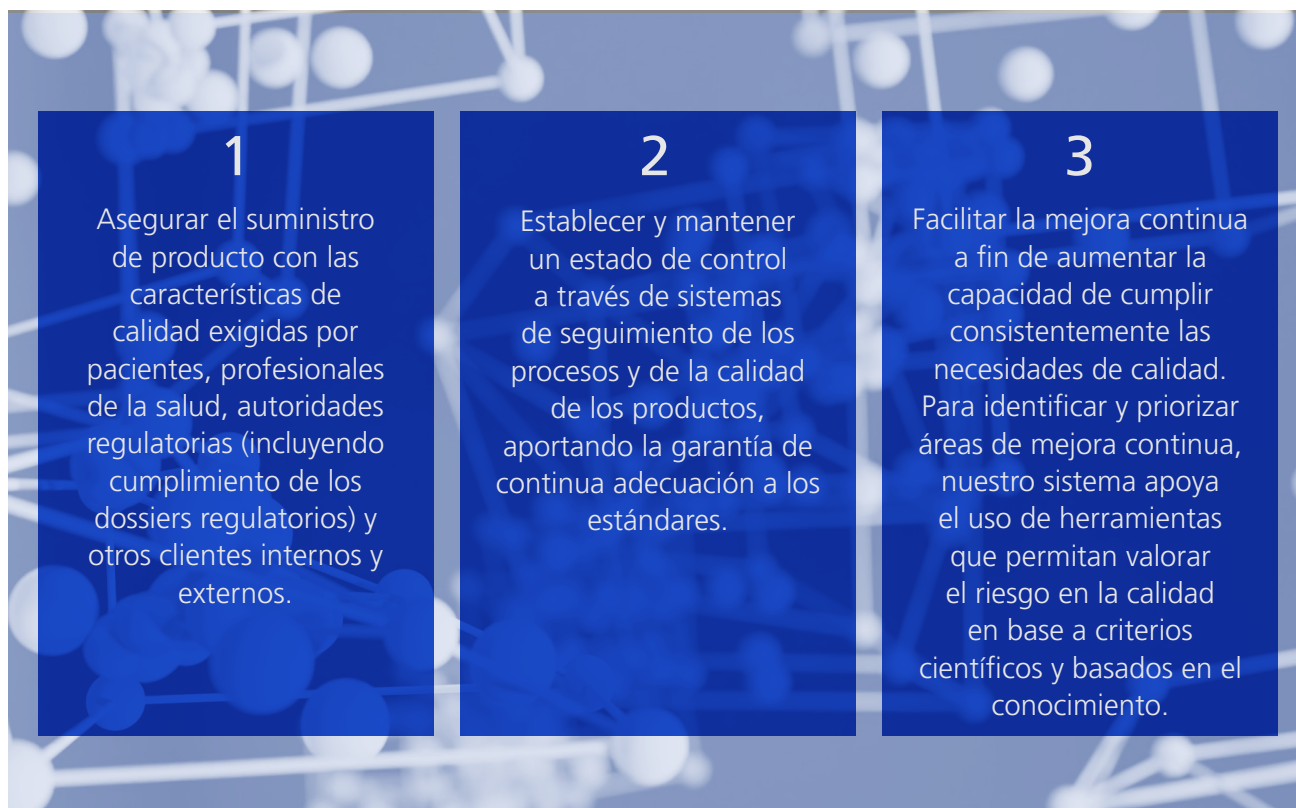 1
Asegurar el suministro
de producto con las
características de
calidad exigidas por
pacientes, profesionales
de la salud, autoridades
regulatorias (incluyendo
cumplimiento de los
dossiers regulatorios) y
otros clientes internos y
externos.
2
Establecer y mantener
un estado de control
a través de sistemas
de seguimiento de los
procesos y de la calidad
de los productos,
aportando la garantía de
continua adecuación a los
estándares.
3
Facilitar la mejora continua
a fin de aumentar la
capacidad de cumplir
consistentemente las
necesidades de calidad.
Para identificar y priorizar
áreas de mejora continua,
nuestro sistema apoya
el uso de herramientas
que permitan valorar
el riesgo en la calidad
en base a criterios
científicos y basados en el
conocimiento.